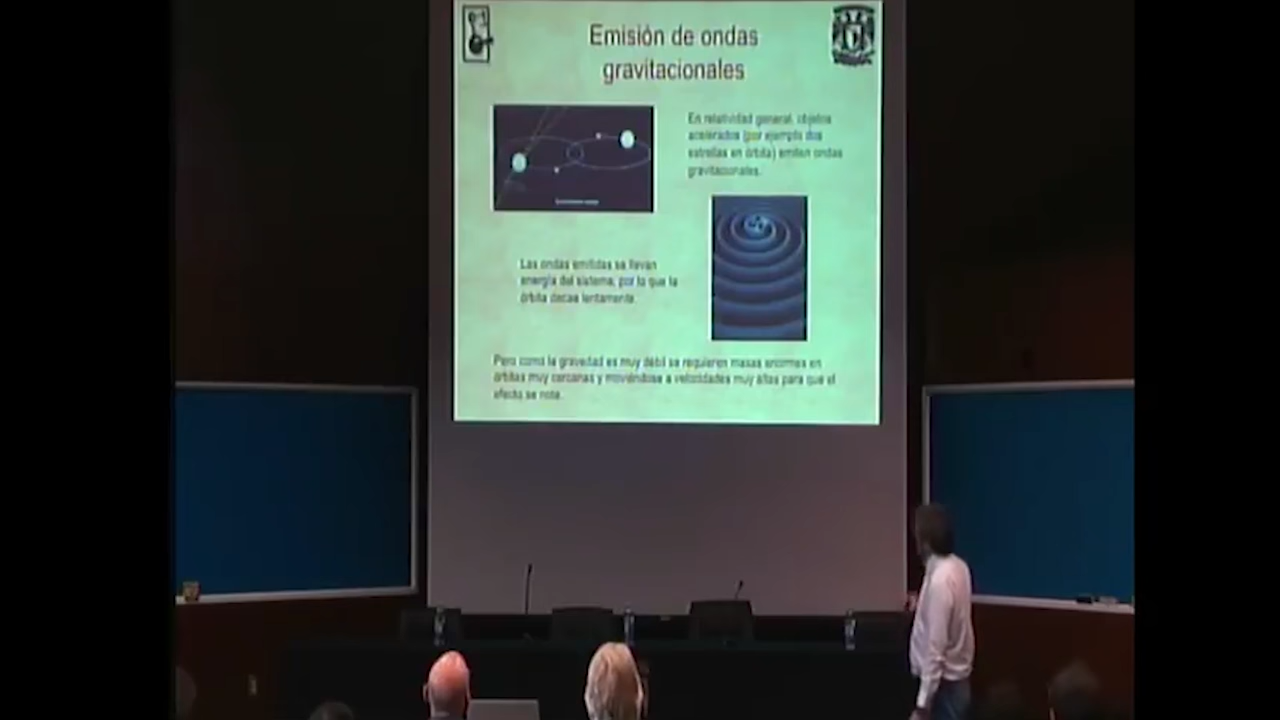 Emisión de ondas
gravitacionales
En relatividad general, objetos
acelerados (por ejemplo dos
estrellas en órbita) emiten ondas
gravitacionales.
Las ondas emitidas se llevan
energía del sistema, por lo que la
órbita decae lentamente.
Pero como la gravedad es muy débil se requieren masas enormes en
órbitas muy cercanas y moviéndose a velocidades muy altas para que el
efecto se note.